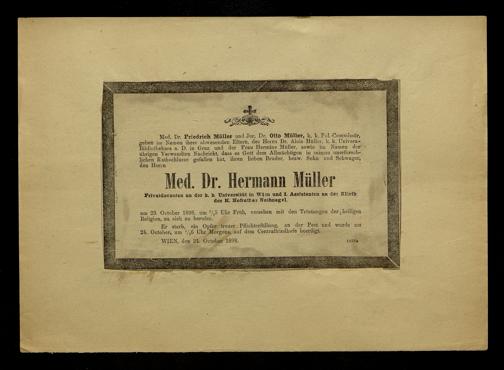 Med. Dr. Friedrich Müller und Jur. Dr. Otto Müller, k. k. Pol.-Commissär,
geben im Namen ihrer abwesenden Eltern, des Herrn Dr. Alois Müller, k. k. Univers.-
Bibliothekars a. D. in Graz und der Frau Hermine Müller, sowie im Namen der
übrigen Verwandten Nachricht, dass es Gott dem Allmächtigen in seinem unerforsch-
lichen Rathschlusse gefallen hat, ihren lieben Bruder, bezw. Sohn und Schwager,
den Herrn
Med. Dr. Hermann Müller
Privatdocenten an der k. k. Universität in Wien und I. Assistenten an der Klinik
des H. Hofrathes Nothnagel.
am 23. October 1898, um 1/2 5 Uhr Früh, versehen mit den Tröstungen der heiligen
Religion, zu sich zu berufen.
Er starb, ein Opfer treuer Pflichterfüllung, an der Pest und wurde am
24. October, um 1/2 6 Uhr Morgens, auf dem Centralfriedhofe beerdigt.
WIEN, den 24. October 1898.